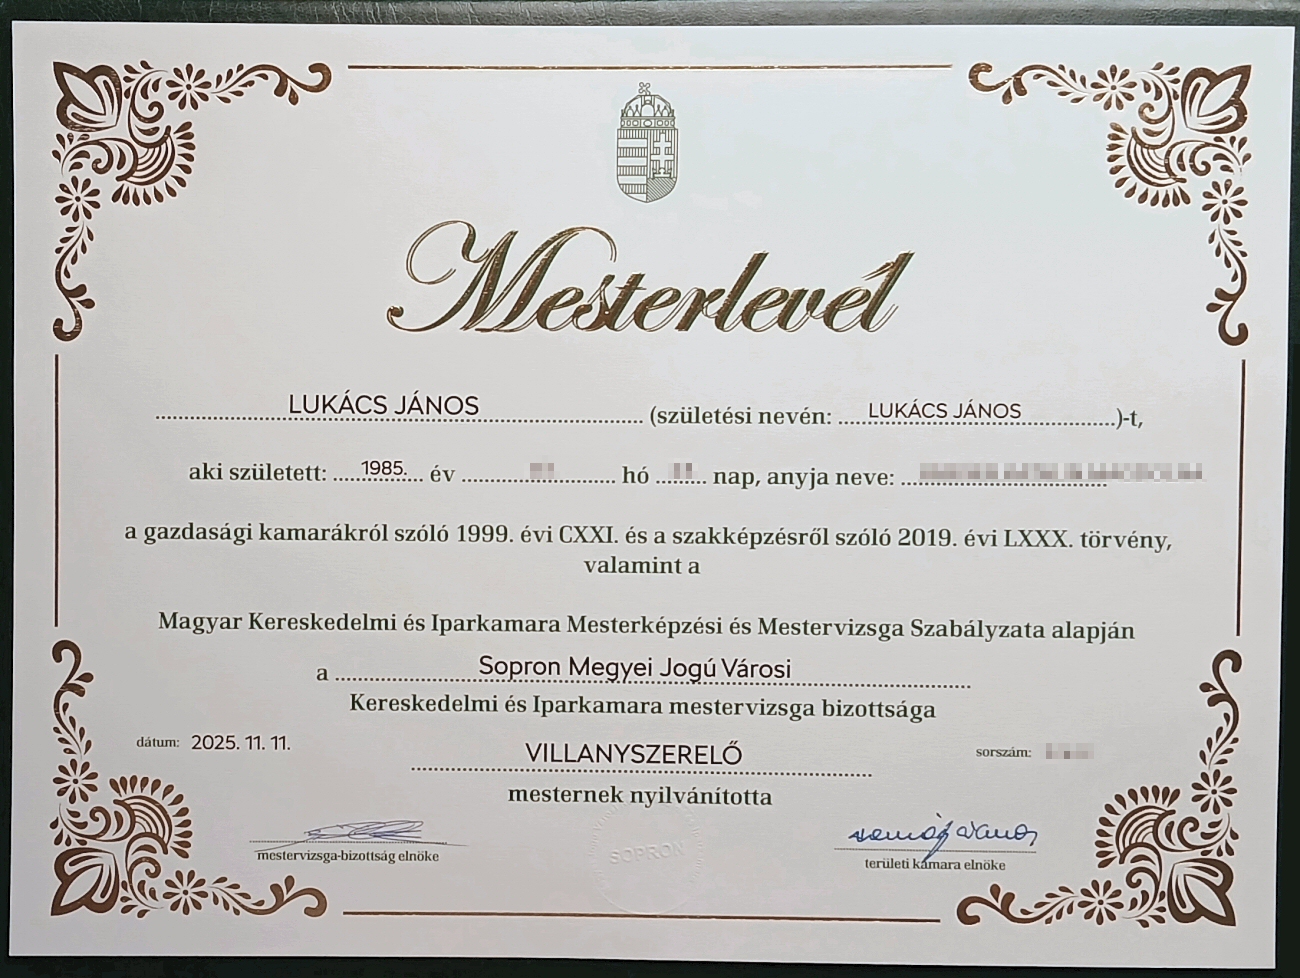 Mesterlevél
LUKÁCS JÁNOS (születési nevén: LUKÁCS JÁNOS )-t,
aki született: 1985. év hó nap, anyja neve:
a gazdasági kamarákról szóló 1999. évi CXXI. és a szakképzésről szóló 2019. évi LXXX. törvény,
valamint a
Magyar Kereskedelmi és Iparkamara Mesterképzési és Mestervizsga Szabályzata alapján
a Sopron Megyei Jogú Városi
Kereskedelmi és Iparkamara mestervizsga bizottsága
dátum: 2025. 11. 11. VILLANYSZERELŐ sorszám:
mesternek nyilvánította
mestervizsga-bizottság elnöke
területi kamara elnöke
SOPRON